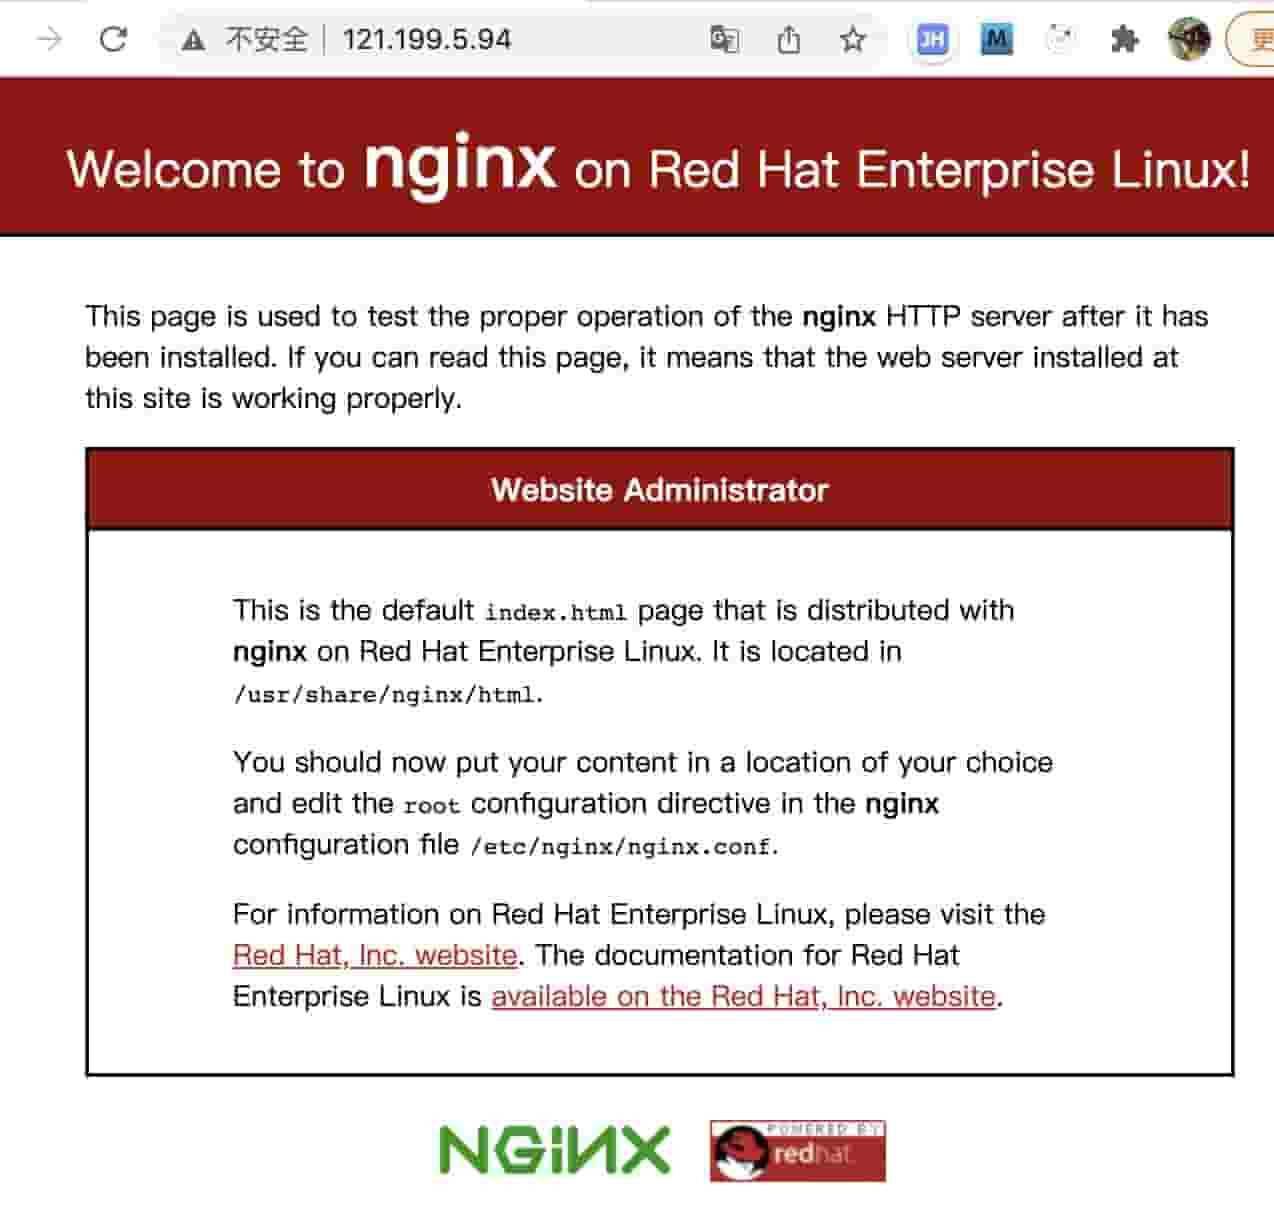 不安全 | 121.199.5.94
JH
M
更
Welcome to nginx on Red Hat Enterprise Linux!
This page is used to test the proper operation of the nginx HTTP server after it has
been installed. If you can read this page, it means that the web server installed at
this site is working properly.
Website Administrator
This is the default index.html page that is distributed with
nginx on Red Hat Enterprise Linux. It is located in
/usr/share/nginx/html.
You should now put your content in a location of your choice
and edit the root configuration directive in the nginx
configuration file /etc/nginx/nginx.conf.
For information on Red Hat Enterprise Linux, please visit the
Red Hat, Inc. website. The documentation for Red Hat
Enterprise Linux is available on the Red Hat, Inc. website.
NGINX
POWERED BY
redhat